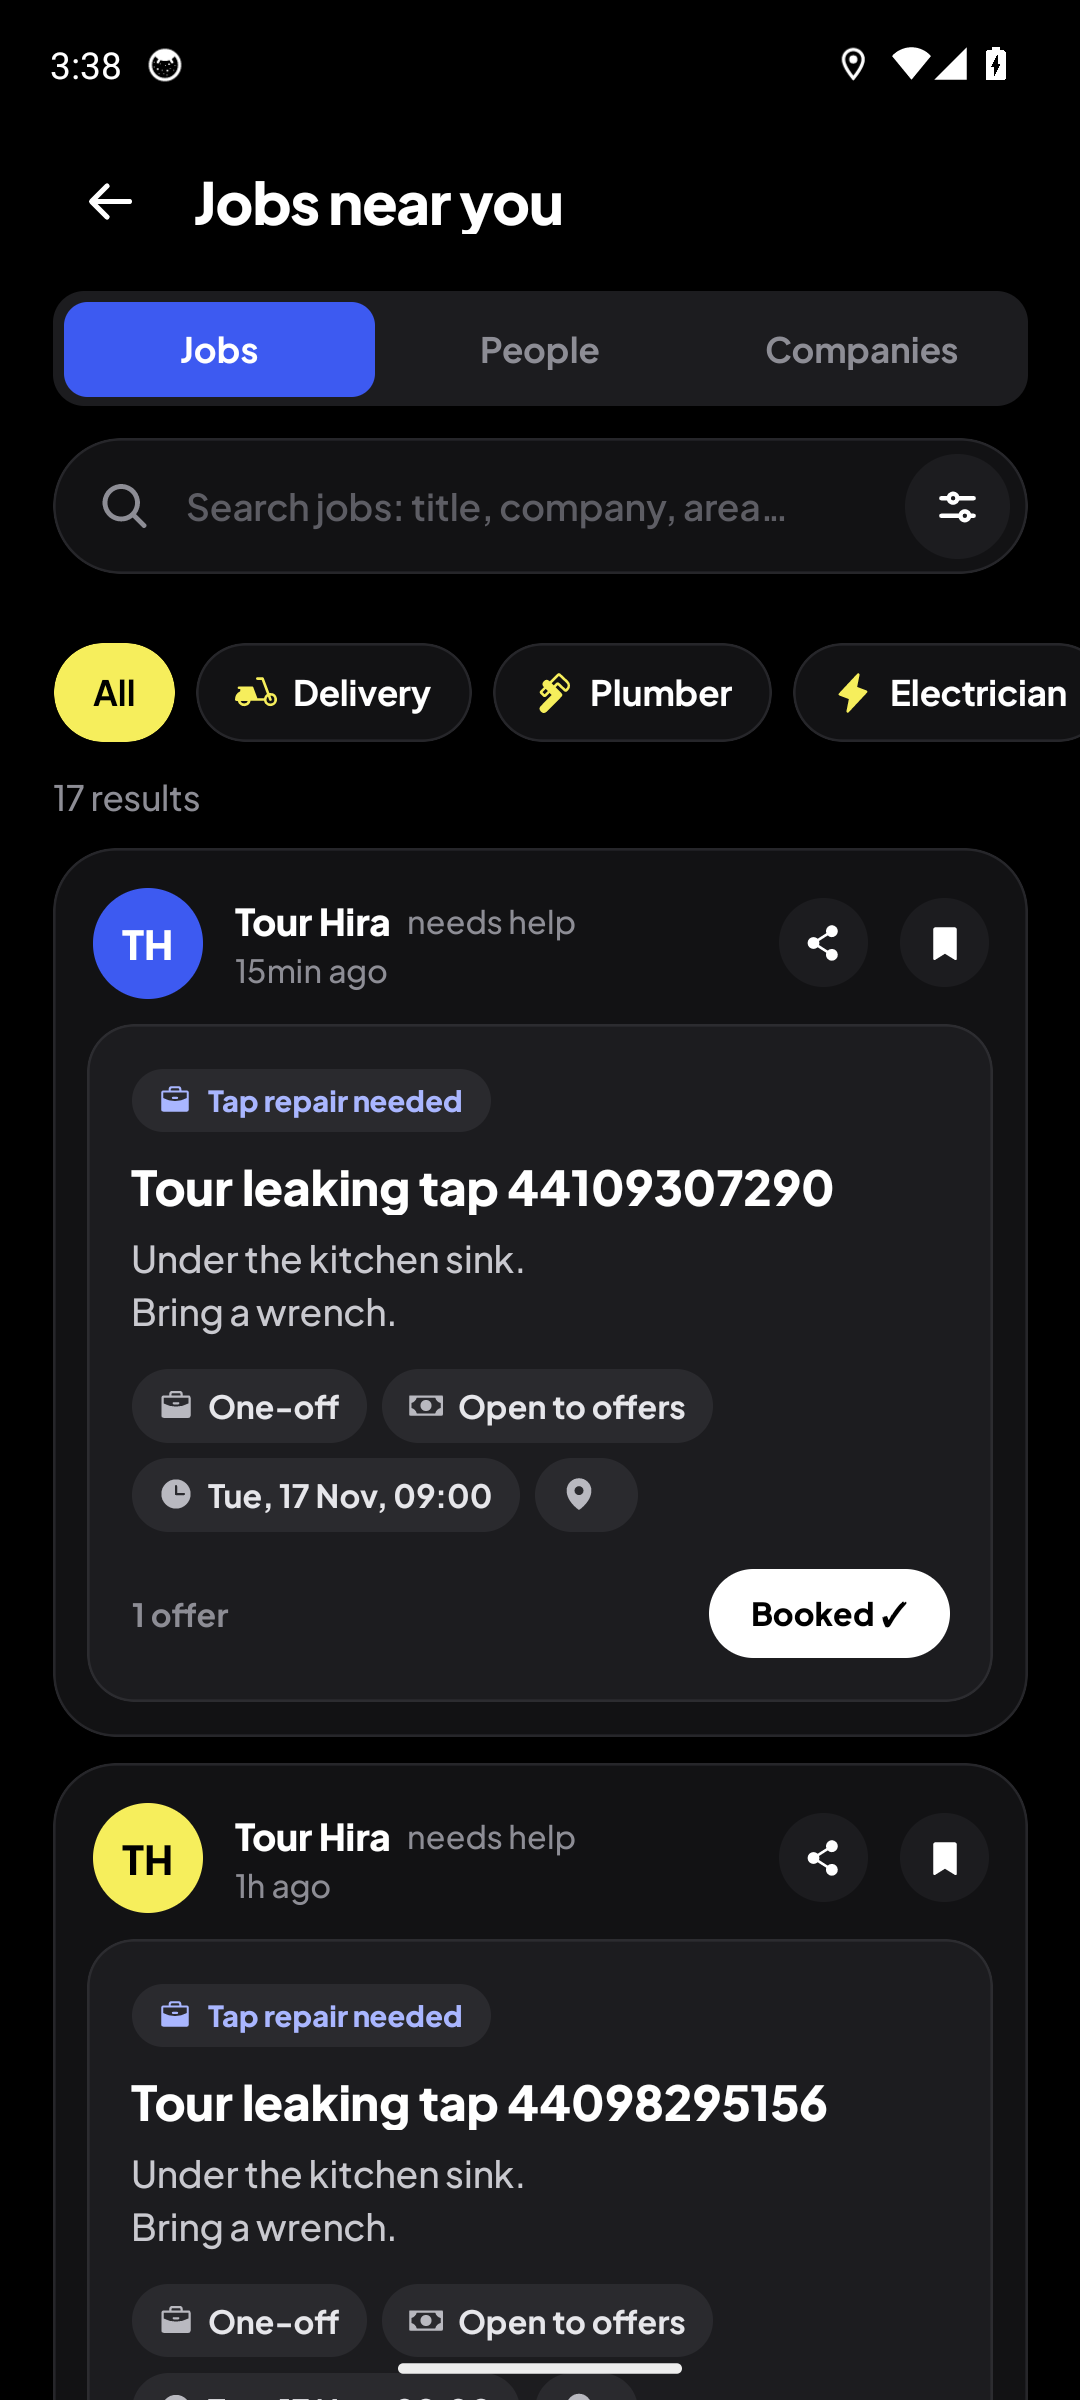 3:38
Jobs near you
Jobs People Companies
Search jobs: title, company, area...
All Delivery Plumber Electrician
17 results
TH Tour Hira needs help
15min ago
Tap repair needed
Tour leaking tap 44109307290
Under the kitchen sink.
Bring a wrench.
One-off Open to offers
Tue, 17 Nov, 09:00
1 offer Booked ✓
TH Tour Hira needs help
1h ago
Tap repair needed
Tour leaking tap 44098295156
Under the kitchen sink.
Bring a wrench.
One-off Open to offers